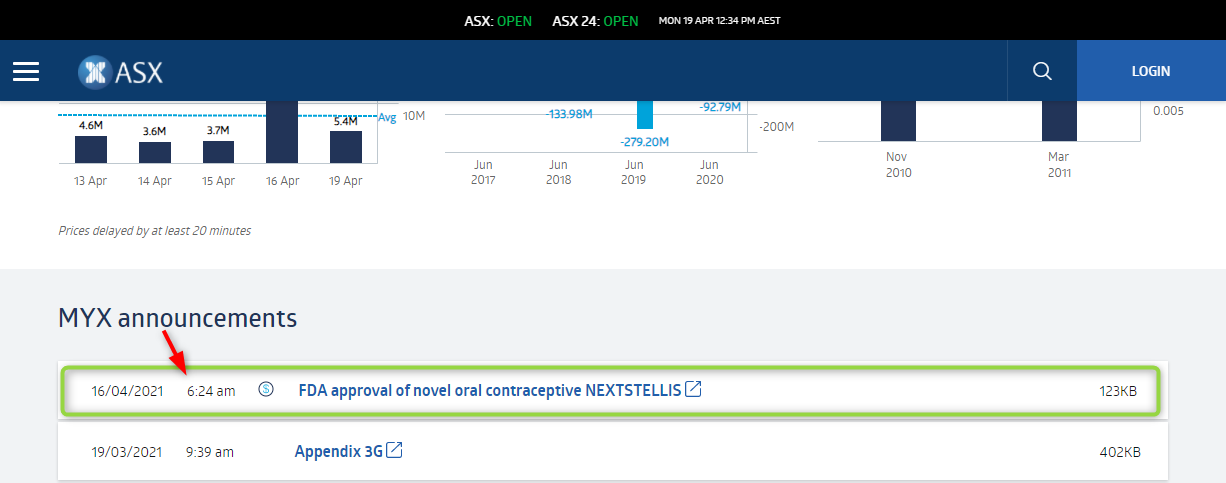 ASX: OPEN ASX 24: OPEN MON 19 APR 12:34 PM AEST
ASX LOGIN
4.6M 3.6M 3.7M 5.4M Avg 10M
13 Apr 14 Apr 15 Apr 16 Apr 19 Apr
-133.98M -279.20M -92.79M -200M
Jun 2017 Jun 2018 Jun 2019 Jun 2020
0.005
Nov 2010 Mar 2011
Prices delayed by at least 20 minutes
MYX announcements
16/04/2021 6:24 am $ FDA approval of novel oral contraceptive NEXTSTELLIS 123KB
19/03/2021 9:39 am Appendix 3G 402KB